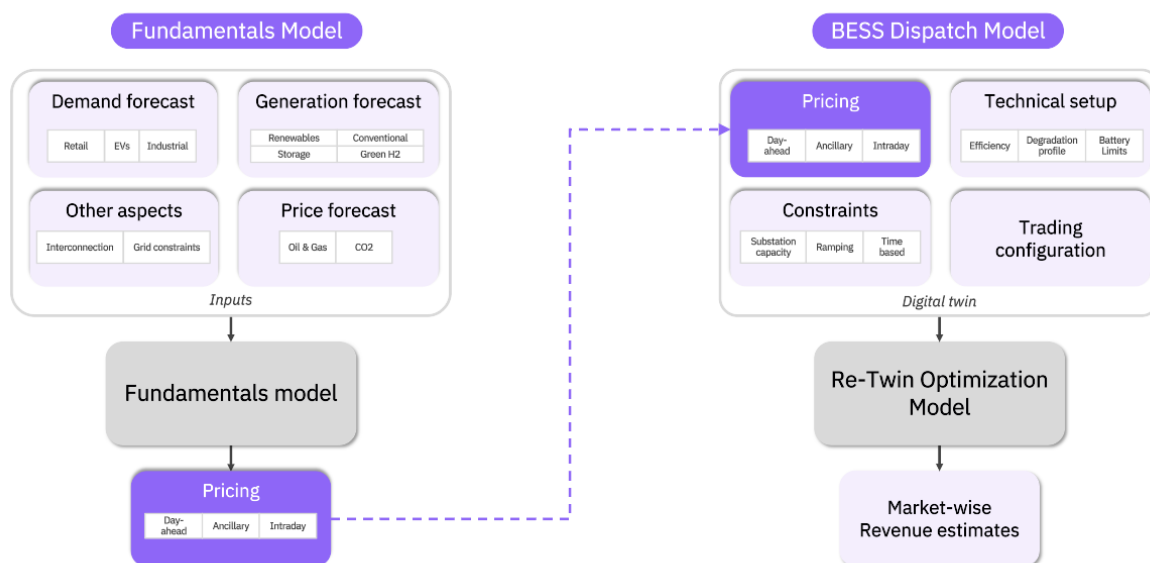 Fundamentals Model
Demand forecast
Retail
EVs
Industrial
Generation forecast
Renewables
Conventional
Storage
Green H2
Other aspects
Interconnection
Grid constraints
Price forecast
Oil & Gas
CO2
Inputs
Fundamentals model
Pricing
Day-
ahead
Ancillary
Intraday
BESS Dispatch Model
Pricing
Day-
ahead
Ancillary
Intraday
Technical setup
Efficiency
Degradation
profile
Battery
Limits
Constraints
Substation
capacity
Ramping
Time
based
Trading
configuration
Digital twin
Re-Twin Optimization
Model
Market-wise
Revenue estimates